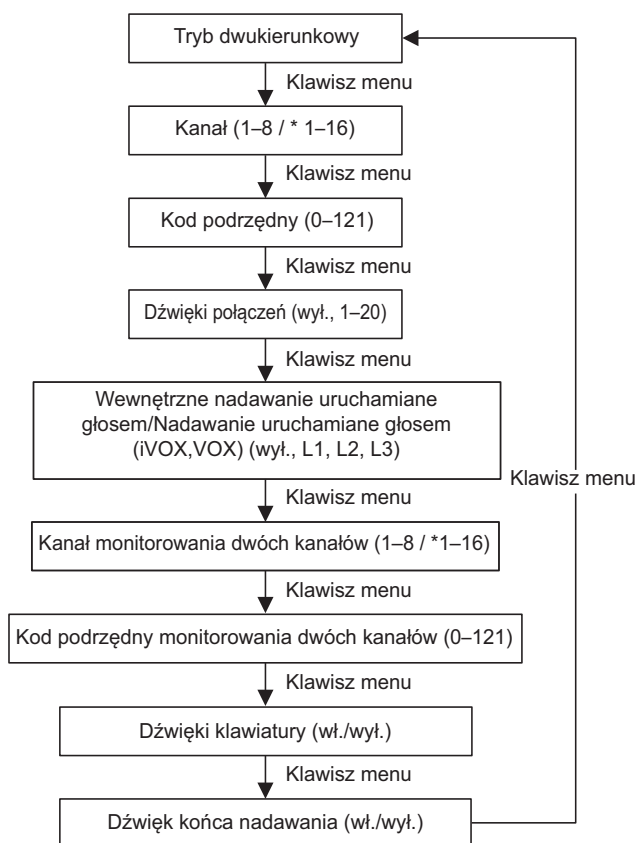 Tryb dwukierunkowy
Klawisz menu
Kanał (1–8 / * 1–16)
Klawisz menu
Kod podrzędny (0–121)
Klawisz menu
Dźwięki połączeń (wył., 1–20)
Klawisz menu
Wewnętrzne nadawanie uruchamiane
głosem/Nadawanie uruchamiane głosem
(iVOX,VOX) (wył., L1, L2, L3)
Klawisz menu
Klawisz menu
Kanał monitorowania dwóch kanałów (1–8 / *1–16)
Klawisz menu
Kod podrzędny monitorowania dwóch kanałów (0–121)
Klawisz menu
Dźwięki klawiatury (wł./wył.)
Klawisz menu
Dźwięk końca nadawania (wł./wył.)